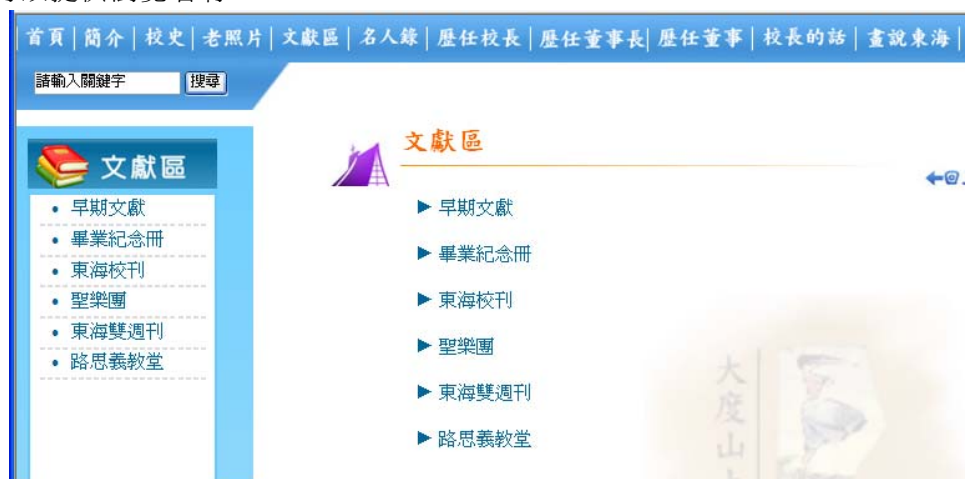 首頁|簡介|校史|老照片|文獻區|名人錄|歷任校長|歷任董事長|歷任董事|校長的話|畫說東海|
請輸入關鍵字 搜尋
文獻區
• 早期文獻
• 畢業紀念冊
• 東海校刊
• 聖樂團
• 東海雙週刊
• 路思義教堂
文獻區
► 早期文獻
► 畢業紀念冊
► 東海校刊
► 聖樂團
► 東海雙週刊
► 路思義教堂
大度山